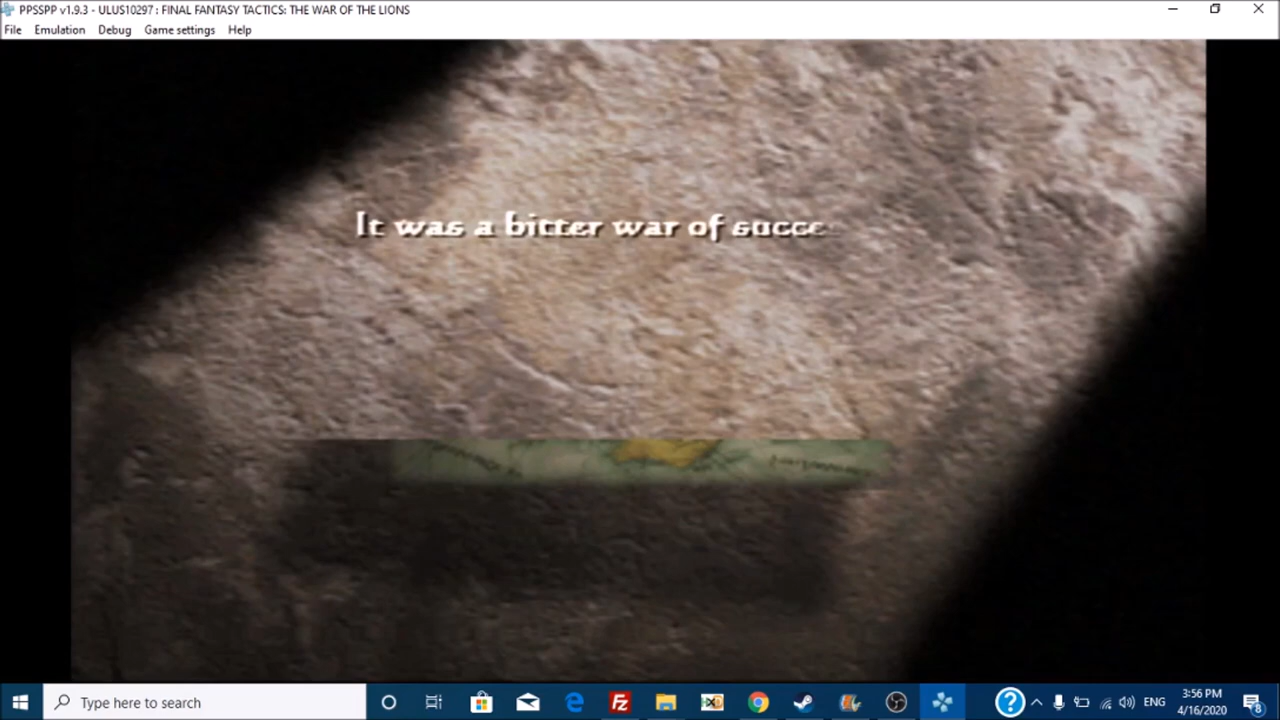 PPSSPP v1.9.3 - ULUS10297 : FINAL FANTASY TACTICS: THE WAR OF THE LIONS
File Emulation Debug Game settings Help
It was a bitter war of succe
Type here to search
ENG
3:56 PM
4/16/2020
8